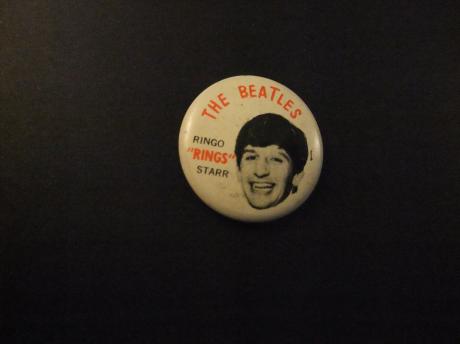 THE BEATLES
RINGO
"RINGS"
STARR